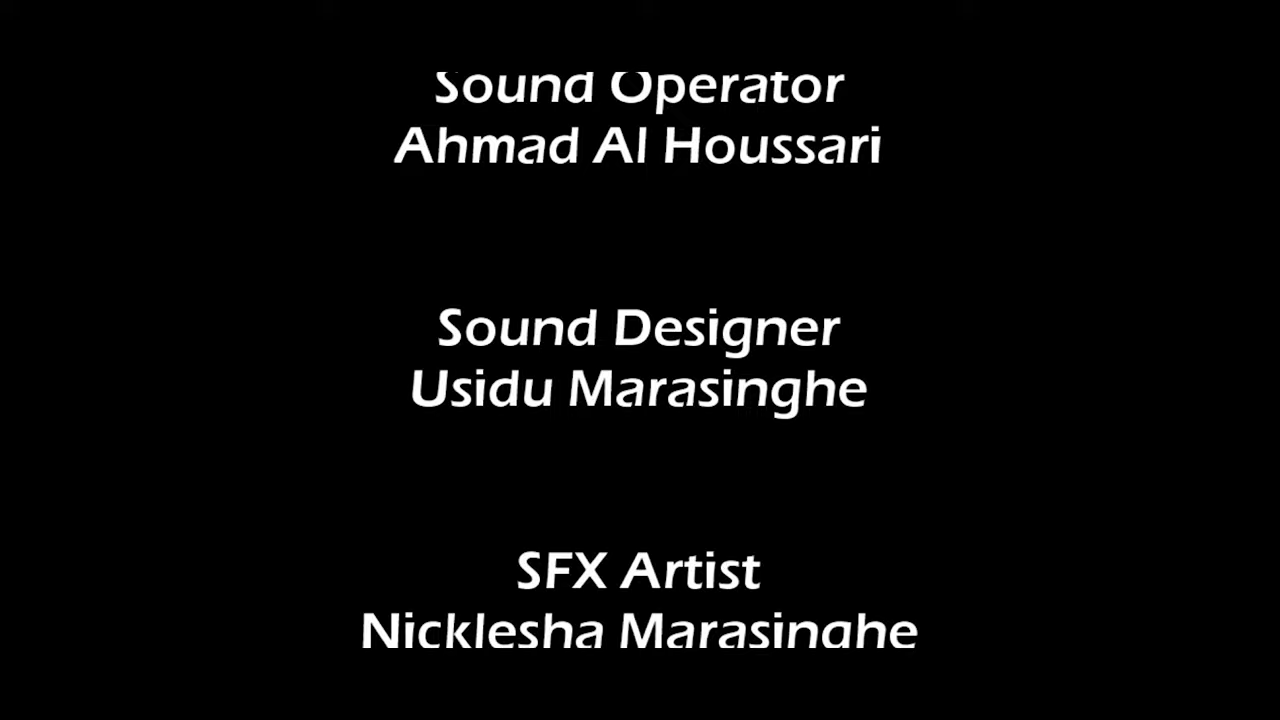 Sound Operator
Ahmad Al Houssari
Sound Designer
Usidu Marasinghe
SFX Artist
Nicklesha Marasinghe